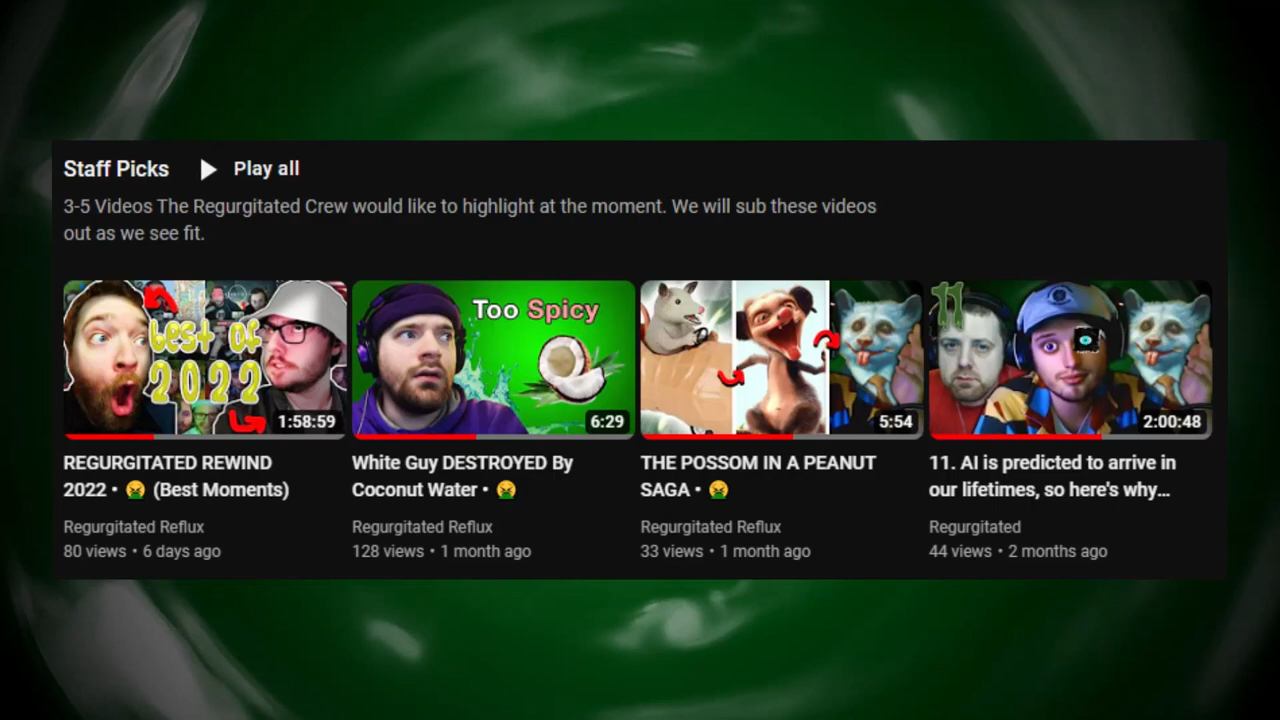 Staff Picks Play all
3-5 Videos The Regurgitated Crew would like to highlight at the moment. We will sub these videos
out as we see fit.
best of
2022
1:58:59
Too Spicy
6:29
5:54
11
2:00:48
REGURGITATED REWIND
2022 • 🤮 (Best Moments)
Regurgitated Reflux
80 views • 6 days ago
White Guy DESTROYED By
Coconut Water • 🤮
Regurgitated Reflux
128 views • 1 month ago
THE POSSOM IN A PEANUT
SAGA • 🤮
Regurgitated Reflux
33 views • 1 month ago
11. AI is predicted to arrive in
our lifetimes, so here's why...
Regurgitated
44 views • 2 months ago